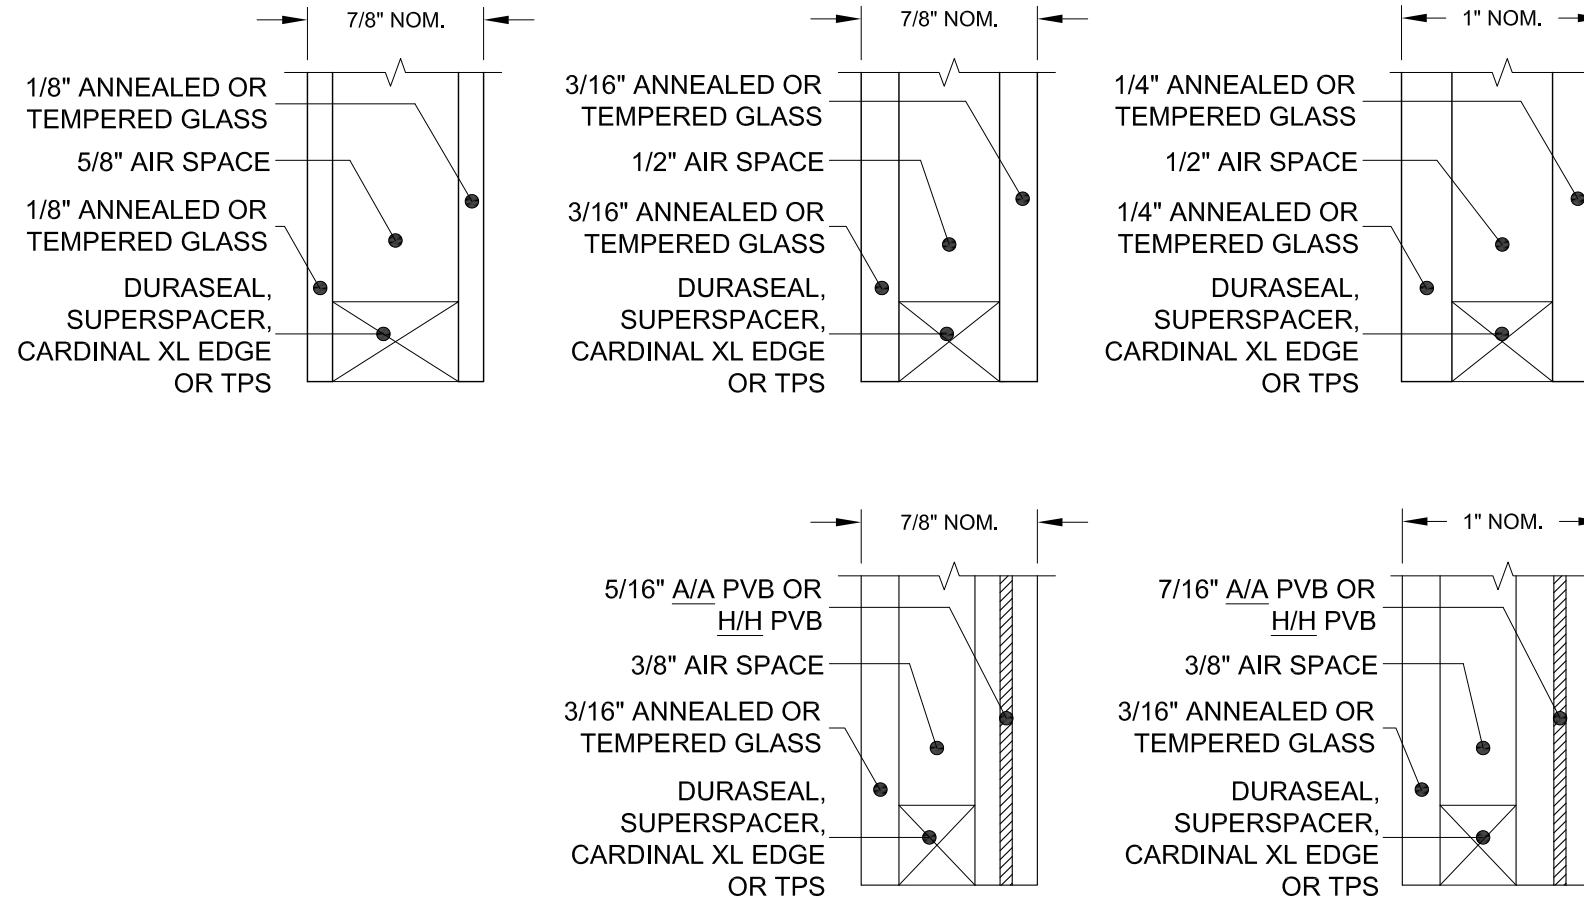 7/8" NOM.
1/8" ANNEALED OR
TEMPERED GLASS
5/8" AIR SPACE
1/8" ANNEALED OR
TEMPERED GLASS
DURASEAL,
SUPERSPACER,
CARDINAL XL EDGE
OR TPS
7/8" NOM.
3/16" ANNEALED OR
TEMPERED GLASS
1/2" AIR SPACE
3/16" ANNEALED OR
TEMPERED GLASS
DURASEAL,
SUPERSPACER,
CARDINAL XL EDGE
OR TPS
1" NOM.
1/4" ANNEALED OR
TEMPERED GLASS
1/2" AIR SPACE
1/4" ANNEALED OR
TEMPERED GLASS
DURASEAL,
SUPERSPACER,
CARDINAL XL EDGE
OR TPS
7/8" NOM.
5/16" A/A PVB OR
H/H PVB
3/8" AIR SPACE
3/16" ANNEALED OR
TEMPERED GLASS
DURASEAL,
SUPERSPACER,
CARDINAL XL EDGE
OR TPS
1" NOM.
7/16" A/A PVB OR
H/H PVB
3/8" AIR SPACE
3/16" ANNEALED OR
TEMPERED GLASS
DURASEAL,
SUPERSPACER,
CARDINAL XL EDGE
OR TPS